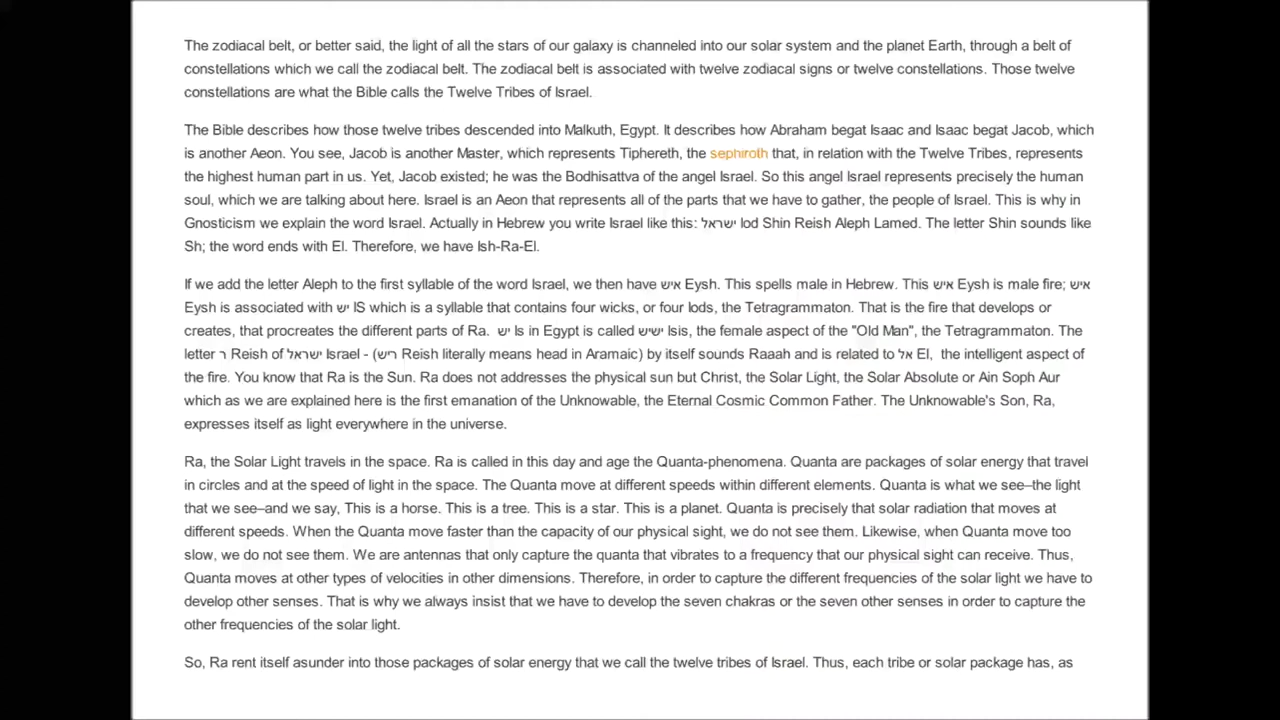 The zodiacal belt, or better said, the light of all the stars of our galaxy is channeled into our solar system and the planet Earth, through a belt of
constellations which we call the zodiacal belt. The zodiacal belt is associated with twelve zodiacal signs or twelve constellations. Those twelve
constellations are what the Bible calls the Twelve Tribes of Israel.
The Bible describes how those twelve tribes descended into Malkuth, Egypt. It describes how Abraham begat Isaac and Isaac begat Jacob, which
is another Aeon. You see, Jacob is another Master, which represents Tiphereth, the sephiroth that, in relation with the Twelve Tribes, represents
the highest human part in us. Yet, Jacob existed; he was the Bodhisattva of the angel Israel. So this angel Israel represents precisely the human
soul, which we are talking about here. Israel is an Aeon that represents all of the parts that we have to gather, the people of Israel. This is why in
Gnosticism we explain the word Israel. Actually in Hebrew you write Israel like this: ישראל Iod Shin Reish Aleph Lamed. The letter Shin sounds like
Sh; the word ends with El. Therefore, we have Ish-Ra-El.
If we add the letter Aleph to the first syllable of the word Israel, we then have איש Eysh. This spells male in Hebrew. This איש Eysh is male fire; איש
Eysh is associated with יש IS which is a syllable that contains four wicks, or four Iods, the Tetragrammaton. That is the fire that develops or
creates, that procreates the different parts of Ra. יש Is in Egypt is called ישיש Isis, the female aspect of the "Old Man", the Tetragrammaton. The
letter ר Reish of ישראל Israel - (ריש Reish literally means head in Aramaic) by itself sounds Raaah and is related to אל El, the intelligent aspect of
the fire. You know that Ra is the Sun. Ra does not addresses the physical sun but Christ, the Solar Light, the Solar Absolute or Ain Soph Aur
which as we are explained here is the first emanation of the Unknowable, the Eternal Cosmic Common Father. The Unknowable's Son, Ra,
expresses itself as light everywhere in the universe.
Ra, the Solar Light travels in the space. Ra is called in this day and age the Quanta-phenomena. Quanta are packages of solar energy that travel
in circles and at the speed of light in the space. The Quanta move at different speeds within different elements. Quanta is what we see–the light
that we see–and we say, This is a horse. This is a tree. This is a star. This is a planet. Quanta is precisely that solar radiation that moves at
different speeds. When the Quanta move faster than the capacity of our physical sight, we do not see them. Likewise, when Quanta move too
slow, we do not see them. We are antennas that only capture the quanta that vibrates to a frequency that our physical sight can receive. Thus,
Quanta moves at other types of velocities in other dimensions. Therefore, in order to capture the different frequencies of the solar light we have to
develop other senses. That is why we always insist that we have to develop the seven chakras or the seven other senses in order to capture the
other frequencies of the solar light.
So, Ra rent itself asunder into those packages of solar energy that we call the twelve tribes of Israel. Thus, each tribe or solar package has, as